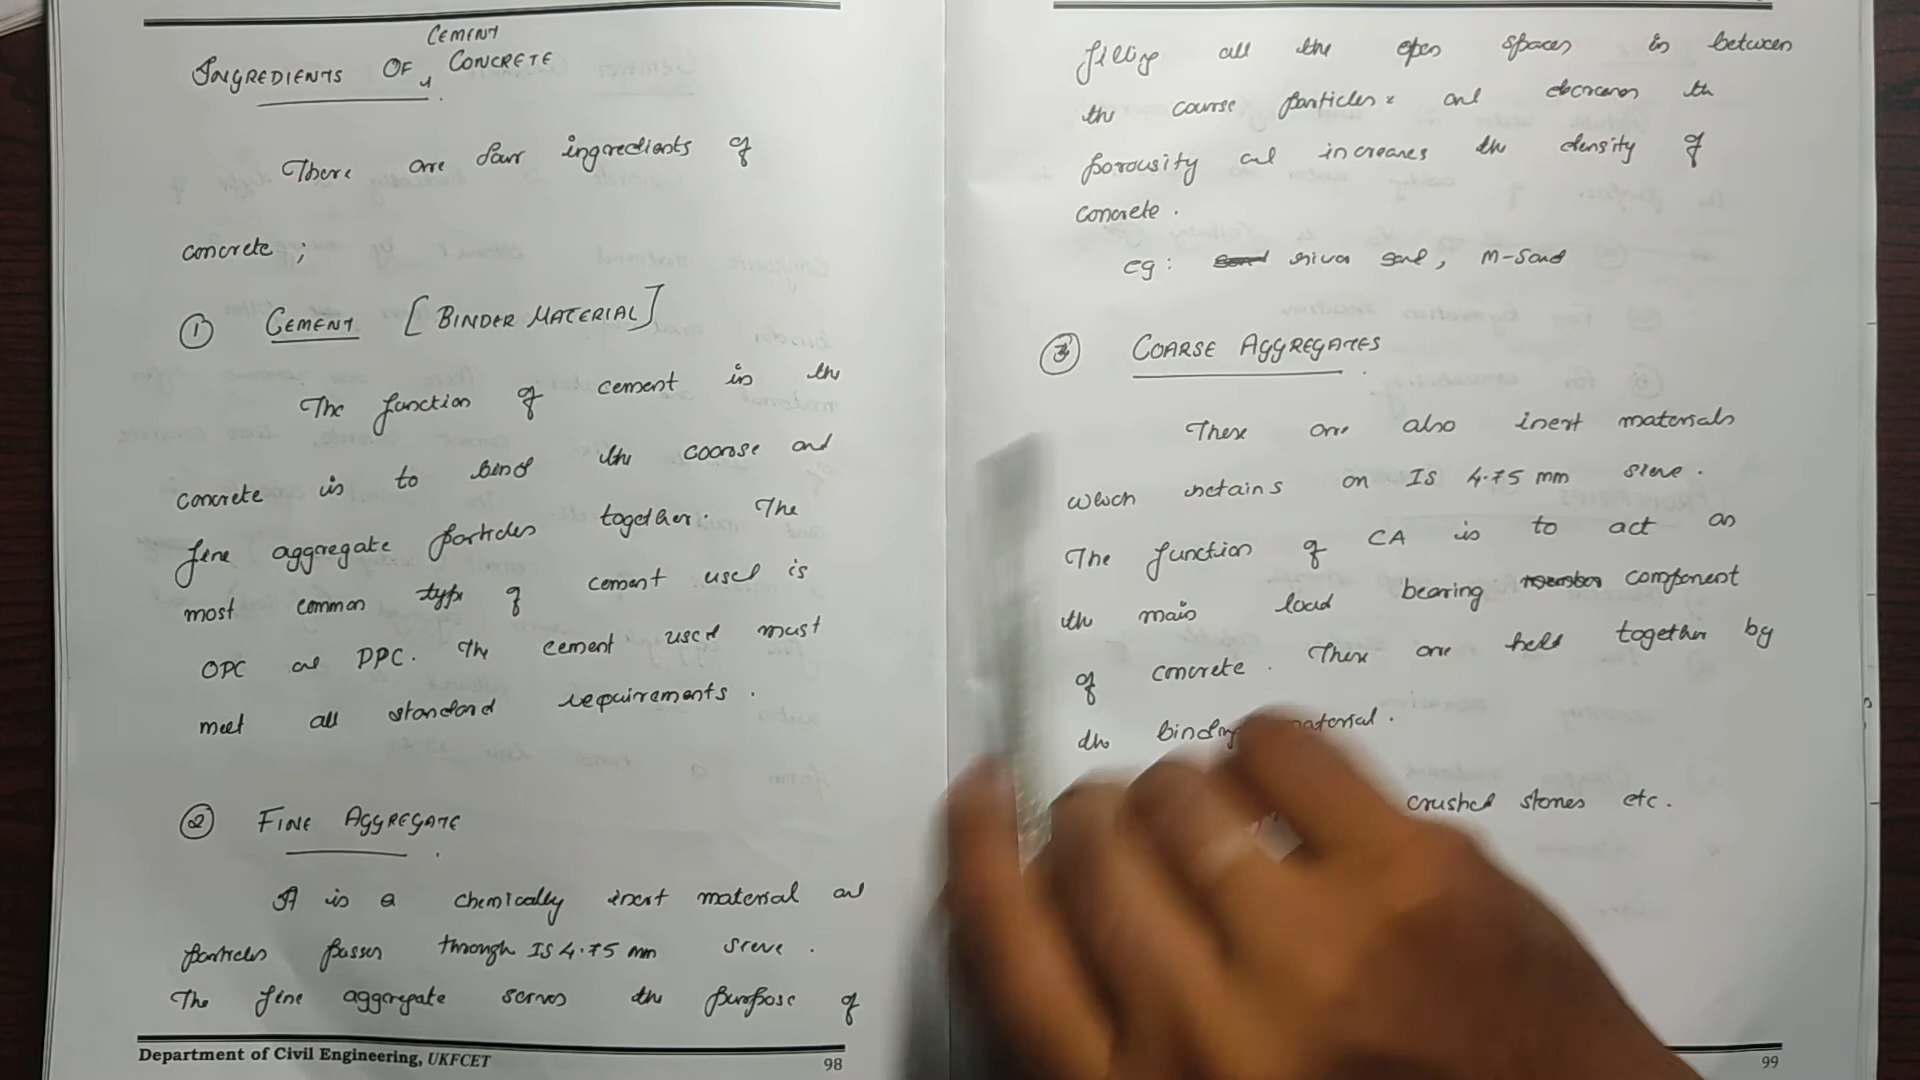 INGREDIENTS OF CEMENT CONCRETE
There are four ingredients of
concrete ;
① CEMENT [BINDER MATERIAL]
The function of cement in the
concrete is to bind the coarse and
fine aggregate particles together. The
most common type of cement used is
OPC and PPC. The cement used must
meet all standard requirements.
② FINE AGGREGATE
It is a chemically inert material and
particles passes through IS 4.75 mm sieve.
The fine aggregate serves the purpose of
Department of Civil Engineering, UKFCET
98
filling all the open spaces in between
the course particles and decreases the
porousity and increases the density of
concrete.
eg: river sand, M-Sand
③ COARSE AGGREGATES
These are also inert materials
which retains on IS 4.75 mm sieve.
The function of CA is to act as
the main load bearing component
of concrete. These are held together by
the binding material.
crushed stones etc.
99